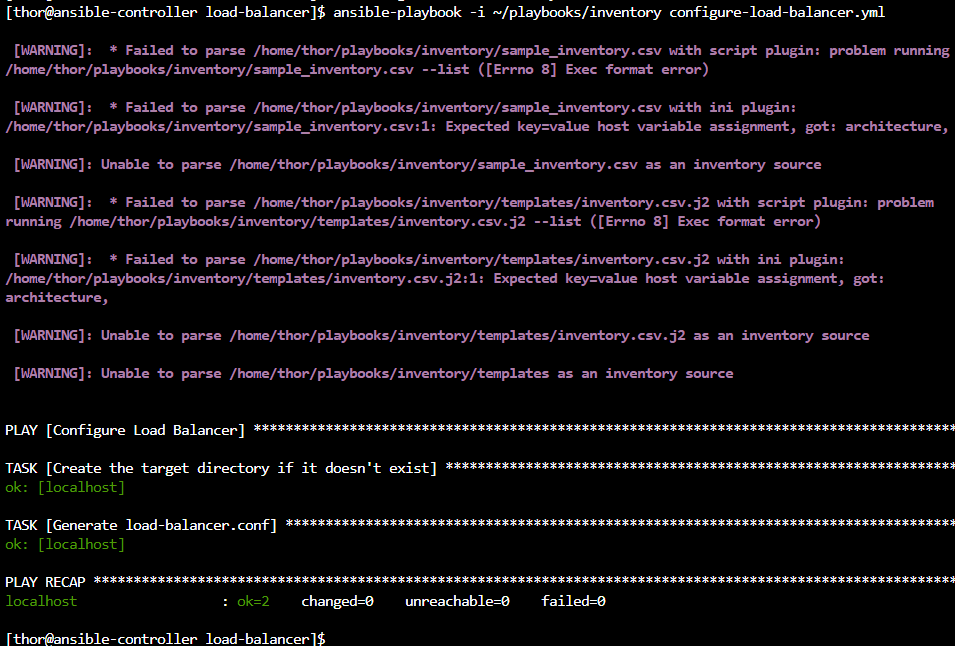 [thor@ansible-controller load-balancer]$ ansible-playbook -i ~/playbooks/inventory configure-load-balancer.yml
[WARNING]:  * Failed to parse /home/thor/playbooks/inventory/sample_inventory.csv with script plugin: problem running
/home/thor/playbooks/inventory/sample_inventory.csv --list ([Errno 8] Exec format error)
[WARNING]:  * Failed to parse /home/thor/playbooks/inventory/sample_inventory.csv with ini plugin:
/home/thor/playbooks/inventory/sample_inventory.csv:1: Expected key=value host variable assignment, got: architecture,
[WARNING]: Unable to parse /home/thor/playbooks/inventory/sample_inventory.csv as an inventory source
[WARNING]:  * Failed to parse /home/thor/playbooks/inventory/templates/inventory.csv.j2 with script plugin: problem
running /home/thor/playbooks/inventory/templates/inventory.csv.j2 --list ([Errno 8] Exec format error)
[WARNING]:  * Failed to parse /home/thor/playbooks/inventory/templates/inventory.csv.j2 with ini plugin:
/home/thor/playbooks/inventory/templates/inventory.csv.j2:1: Expected key=value host variable assignment, got:
architecture,
[WARNING]: Unable to parse /home/thor/playbooks/inventory/templates/inventory.csv.j2 as an inventory source
[WARNING]: Unable to parse /home/thor/playbooks/inventory/templates as an inventory source
PLAY [Configure Load Balancer] ****************************************************************************************
TASK [Create the target directory if it doesn't exist] ****************************************************************
ok: [localhost]
TASK [Generate load-balancer.conf] ************************************************************************************
ok: [localhost]
PLAY RECAP ************************************************************************************************************
localhost                  : ok=2    changed=0    unreachable=0    failed=0
[thor@ansible-controller load-balancer]$